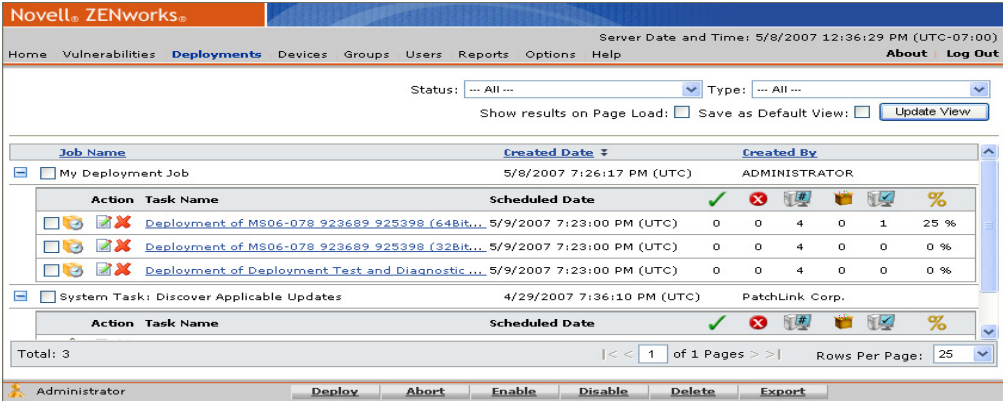 Novell® ZENworks®
Server Date and Time: 5/8/2007 12:36:29 PM (UTC-07:00)
Home Vulnerabilities Deployments Devices Groups Users Reports Options Help About Log Out
Status: --- All --- Type: --- All ---
Show results on Page Load: Save as Default View: Update View
Job Name Created Date Created By
My Deployment Job 5/8/2007 7:26:17 PM (UTC) ADMINISTRATOR
Action Task Name Scheduled Date # %
Deployment of MS06-078 923689 925398 (64Bit... 5/9/2007 7:23:00 PM (UTC) 0 0 4 0 1 25 %
Deployment of MS06-078 923689 925398 (32Bit... 5/9/2007 7:23:00 PM (UTC) 0 0 4 0 0 0 %
Deployment of Deployment Test and Diagnostic ... 5/9/2007 7:23:00 PM (UTC) 0 0 4 0 0 0 %
System Task: Discover Applicable Updates 4/29/2007 7:36:10 PM (UTC) PatchLink Corp.
Action Task Name Scheduled Date # %
Total: 3 |< < 1 of 1 Pages > >| Rows Per Page: 25
Administrator Deploy Abort Enable Disable Delete Export